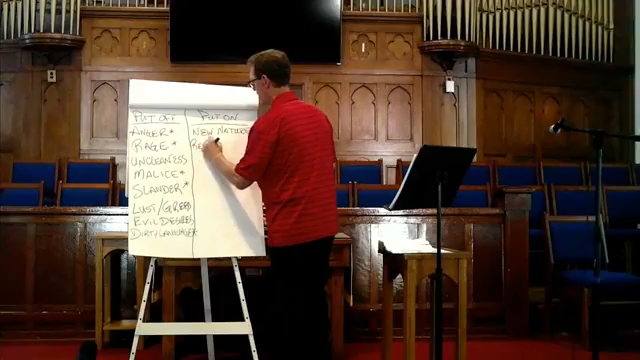 PUT OFF PUT ON
ANGER* NEW NATURE
RAGE *
UNCLEANESS
MALICE*
SLANDER*
LUST/GREED
EVIL DESIRES
DIRTY LANGUAGE*